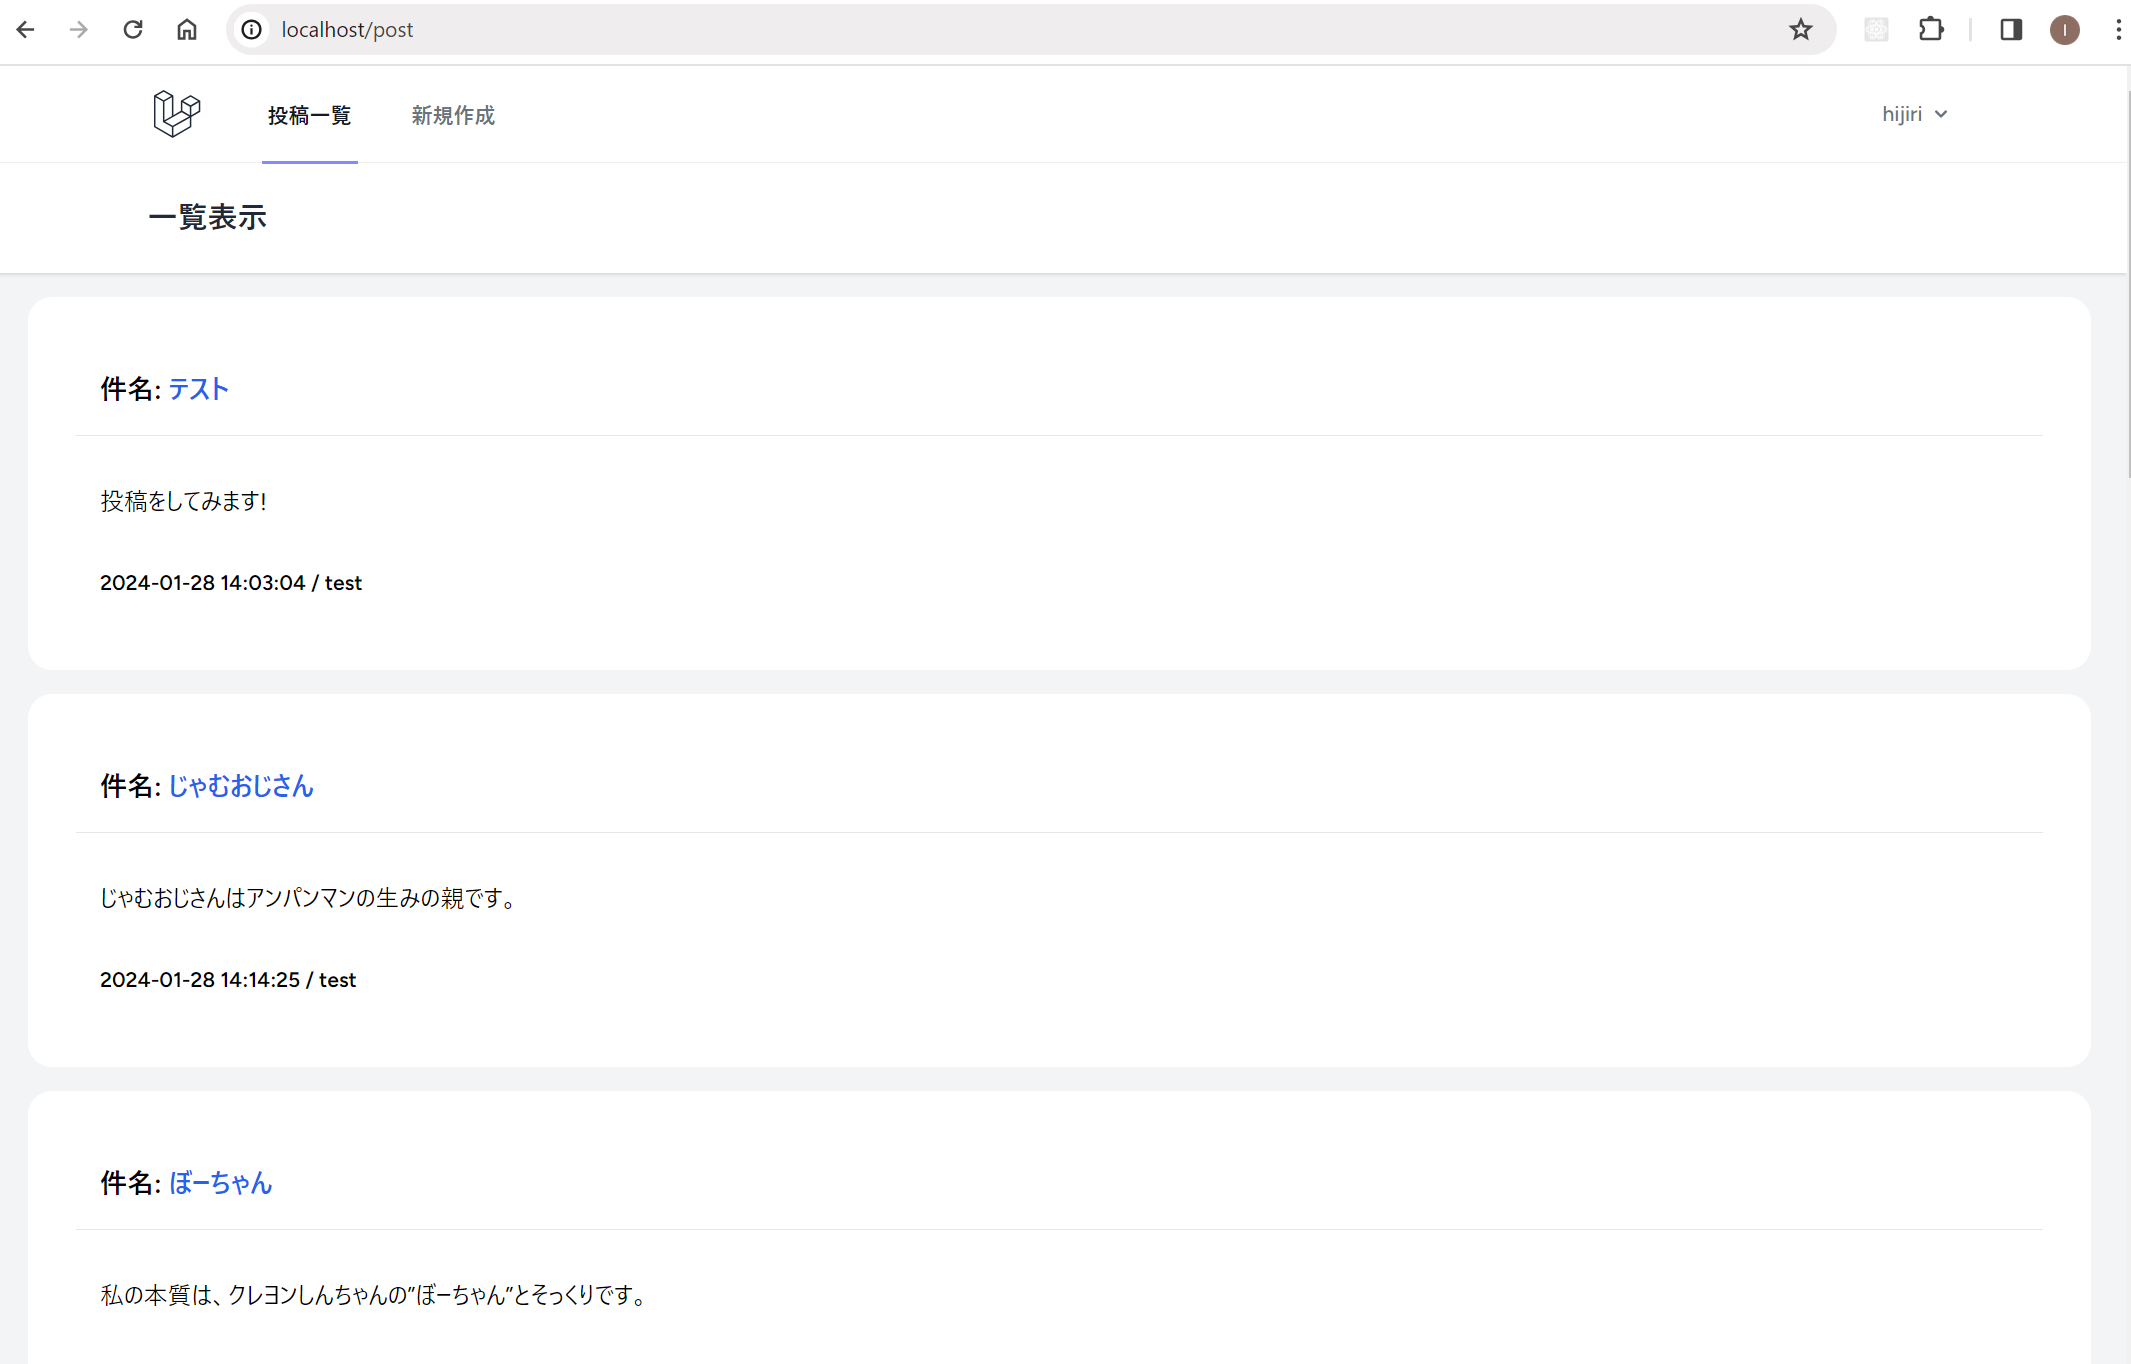 localhost/post
I
投稿一覧 新規作成 hijiri
一覧表示
件名: テスト
投稿をしてみます!
2024-01-28 14:03:04 / test
件名: じゃむおじさん
じゃむおじさんはアンパンマンの生みの親です。
2024-01-28 14:14:25 / test
件名: ぼーちゃん
私の本質は、クレヨンしんちゃんの”ぼーちゃん”とそっくりです。